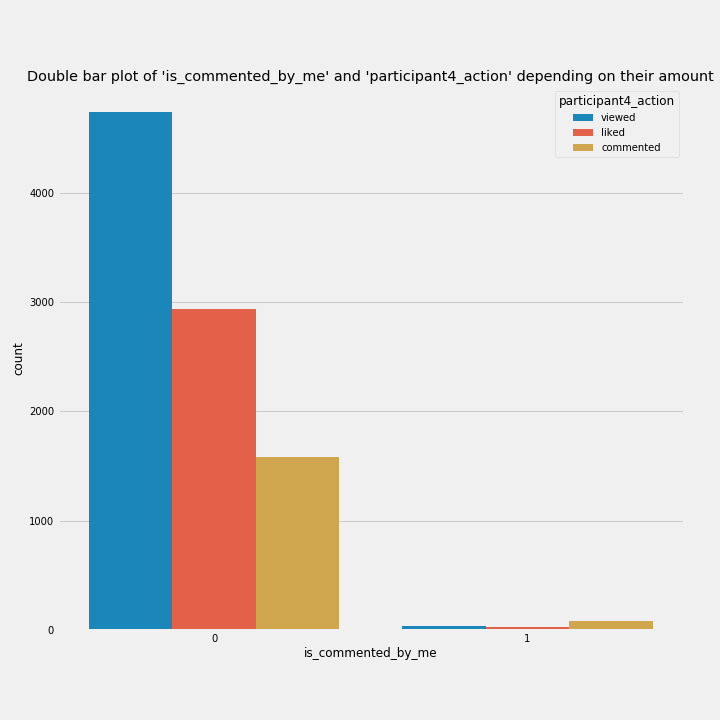 Double bar plot of 'is_commented_by_me' and 'participant4_action' depending on their amount
participant4_action
viewed
liked
commented
4000
3000
2000
1000
0
count
0
1
is_commented_by_me